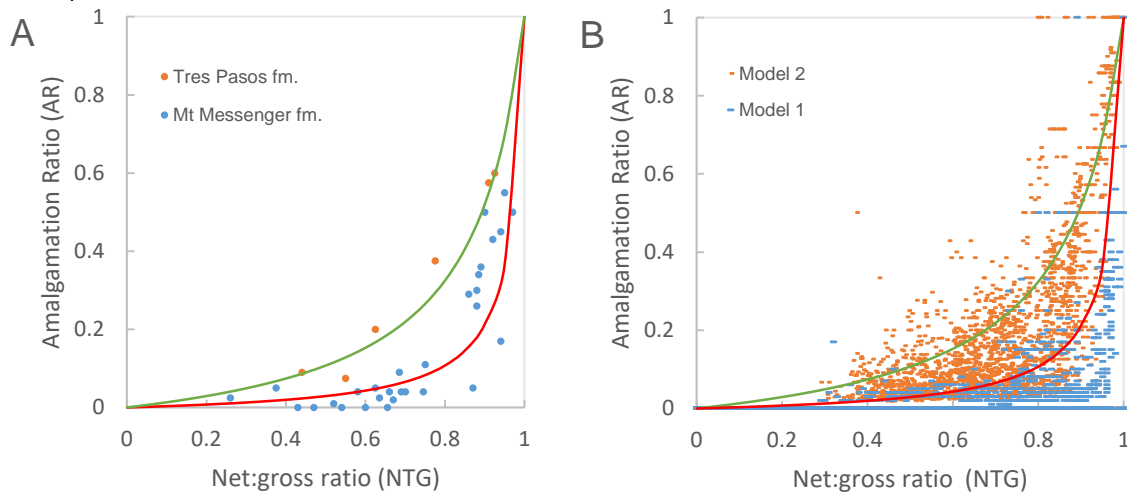 A
Amalgamation Ratio (AR)
1
0.8
0.6
0.4
0.2
0
Tres Pasos fm.
Mt Messenger fm.
0 0.2 0.4 0.6 0.8 1
Net:gross ratio (NTG)
B
Amalgamation Ratio (AR)
1
0.8
0.6
0.4
0.2
0
Model 2
Model 1
0 0.2 0.4 0.6 0.8 1
Net:gross ratio (NTG)